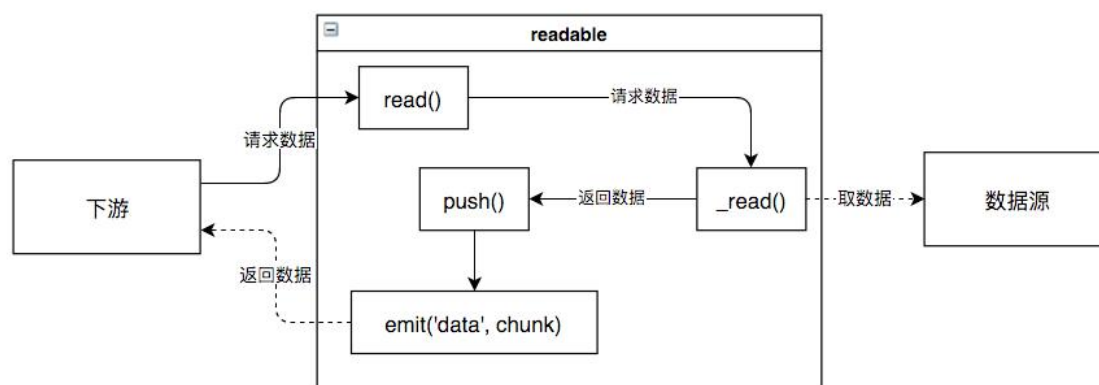 readable
read()
请求数据
请求数据
下游
push()
返回数据
_read()
取数据
数据源
返回数据
emit('data', chunk)